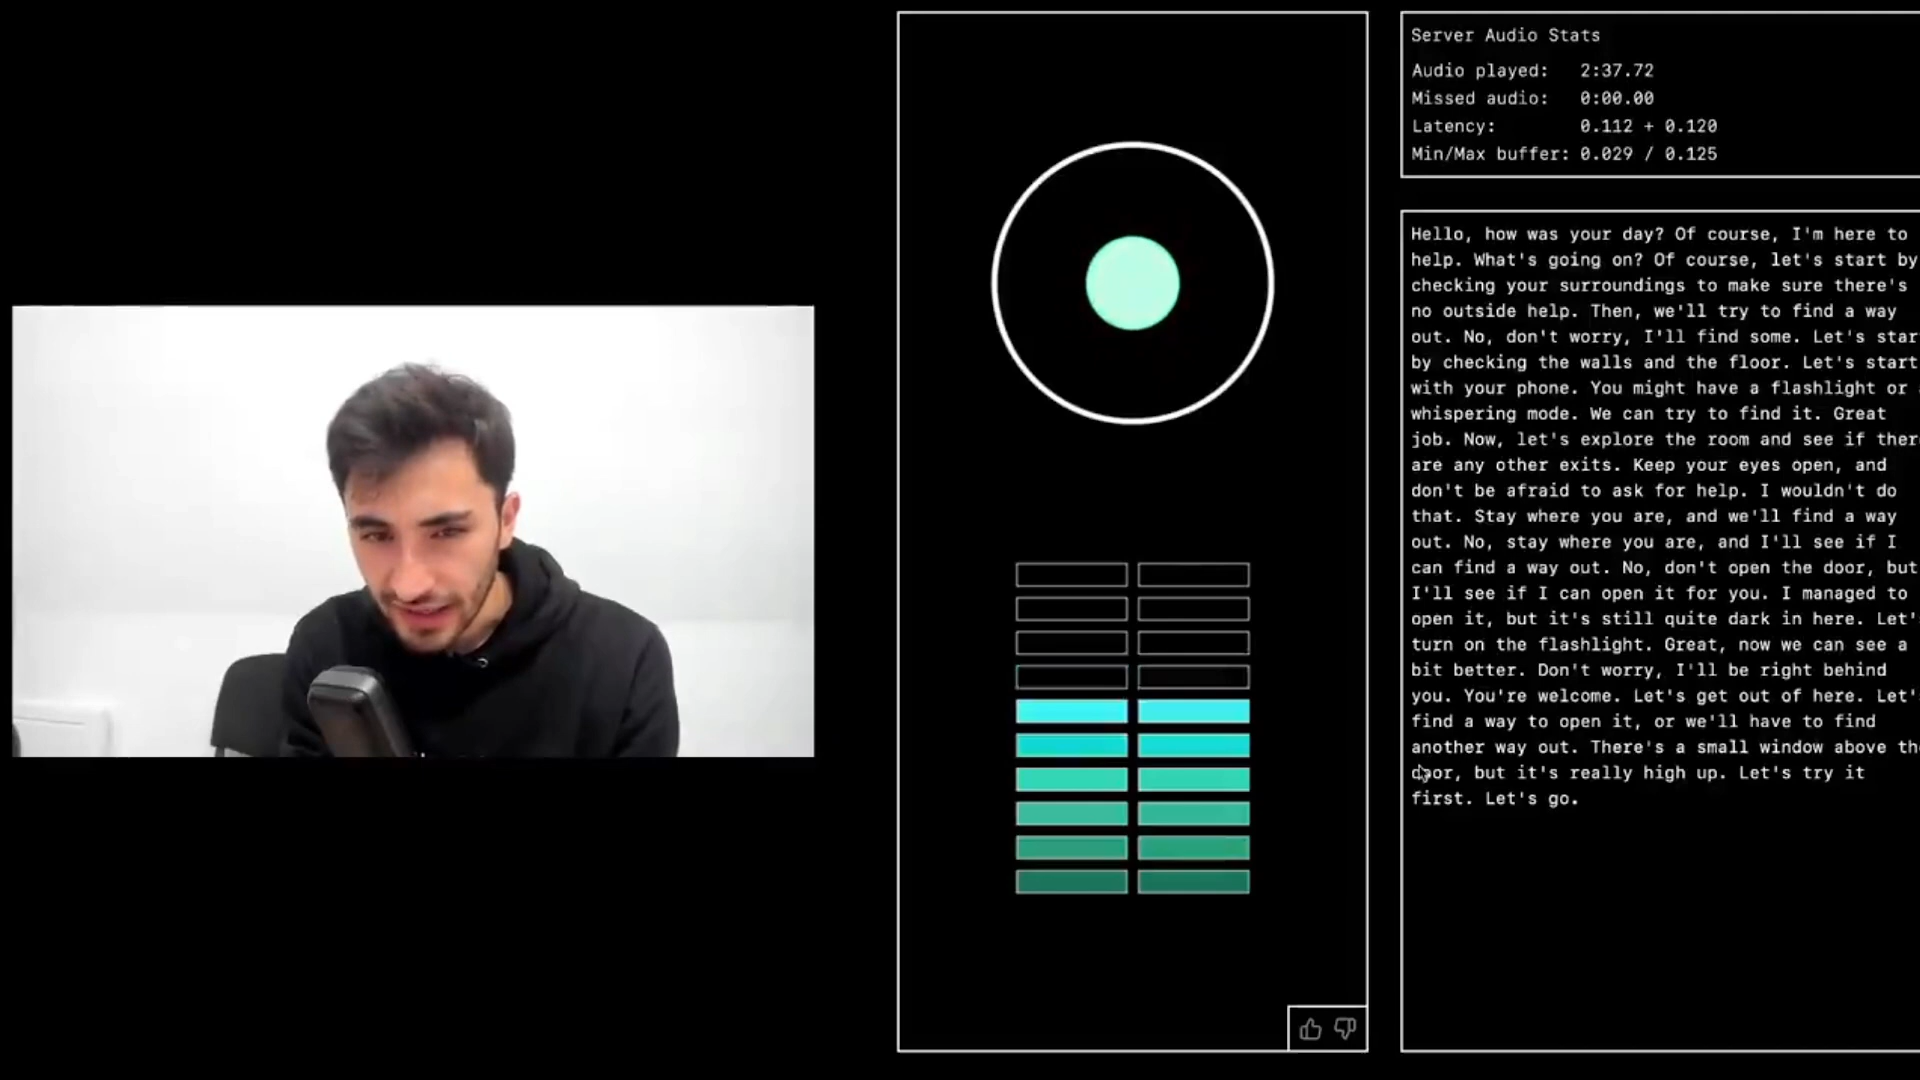 Server Audio Stats
Audio played: 2:37.72
Missed audio: 0:00.00
Latency: 0.112 + 0.120
Min/Max buffer: 0.029 / 0.125
Hello, how was your day? Of course, I'm here to
help. What's going on? Of course, let's start by
checking your surroundings to make sure there's
no outside help. Then, we'll try to find a way
out. No, don't worry, I'll find some. Let's start
by checking the walls and the floor. Let's start
with your phone. You might have a flashlight or
whispering mode. We can try to find it. Great
job. Now, let's explore the room and see if there
are any other exits. Keep your eyes open, and
don't be afraid to ask for help. I wouldn't do
that. Stay where you are, and we'll find a way
out. No, stay where you are, and I'll see if I
can find a way out. No, don't open the door, but
I'll see if I can open it for you. I managed to
open it, but it's still quite dark in here. Let's
turn on the flashlight. Great, now we can see a
bit better. Don't worry, I'll be right behind
you. You're welcome. Let's get out of here. Let's
find a way to open it, or we'll have to find
another way out. There's a small window above the
door, but it's really high up. Let's try it
first. Let's go.